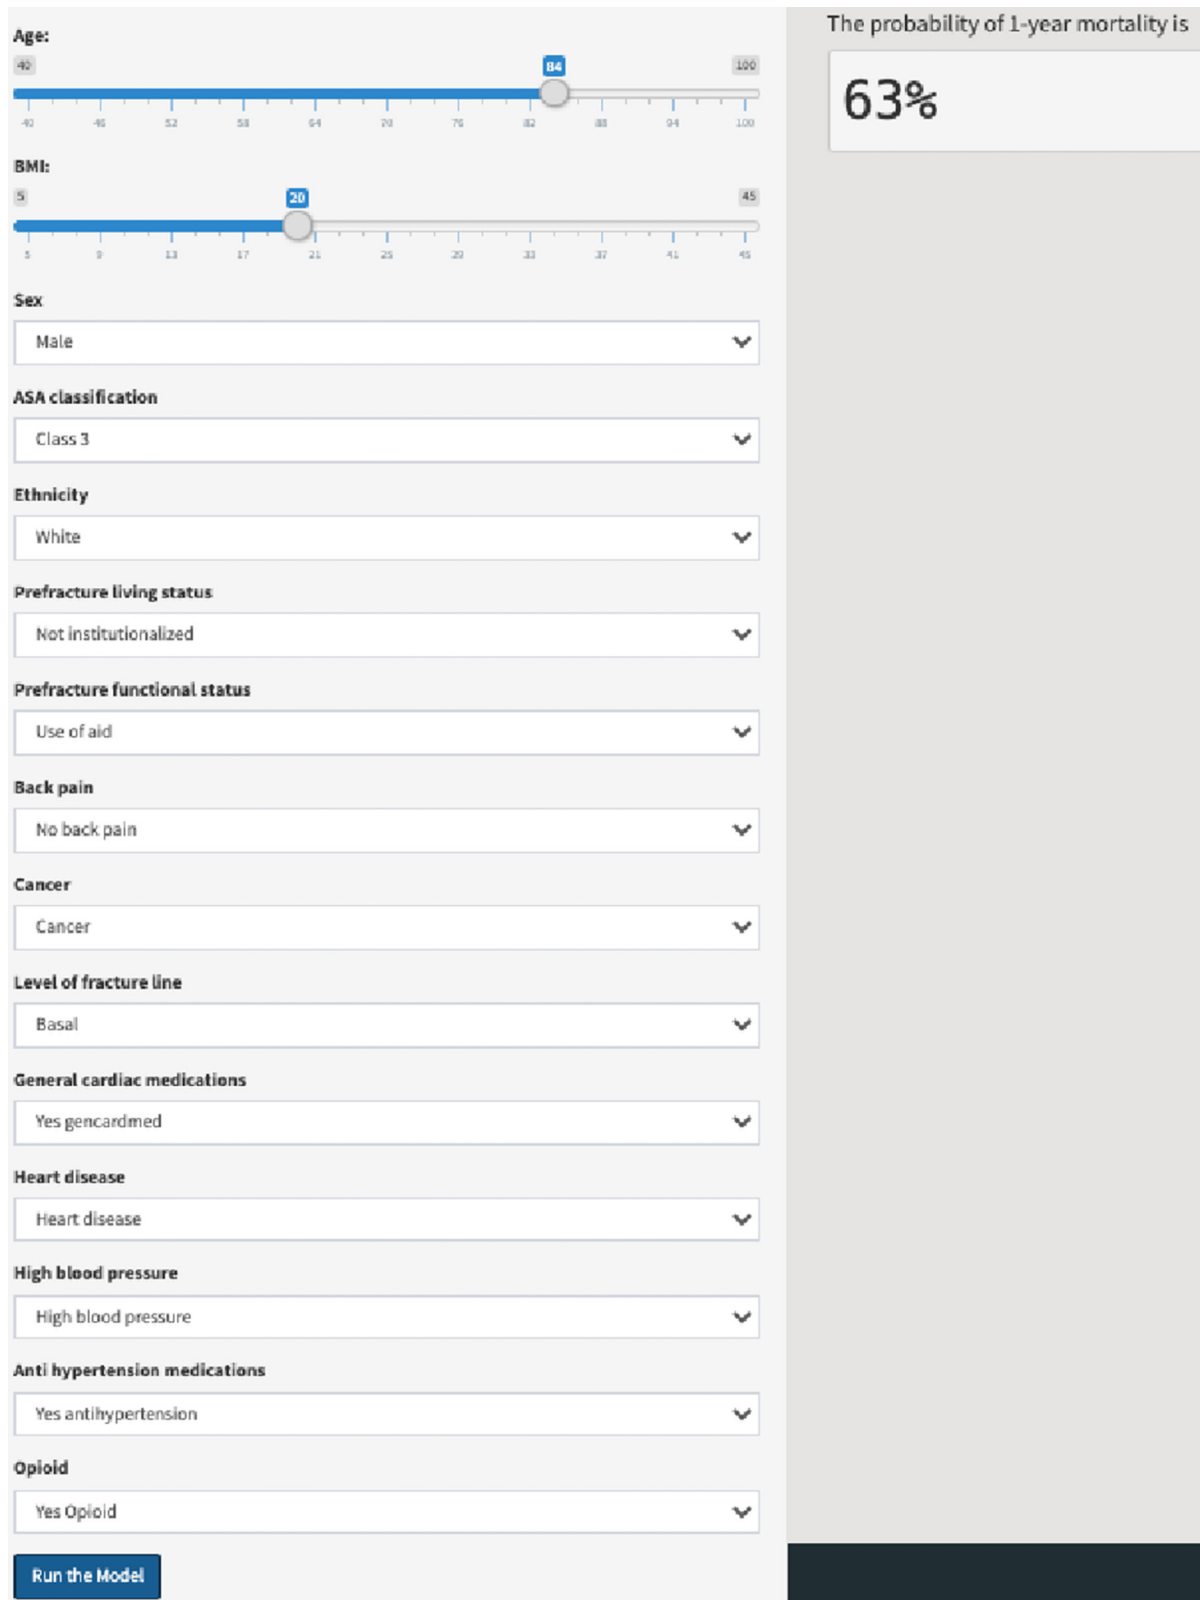 Age:
40
84
100
40 46 52 58 64 70 76 82 88 94 100
BMI:
5
20
45
5 9 13 17 21 25 29 33 37 41 45
Sex
Male
ASA classification
Class 3
Ethnicity
White
Prefracture living status
Not institutionalized
Prefracture functional status
Use of aid
Back pain
No back pain
Cancer
Cancer
Level of fracture line
Basal
General cardiac medications
Yes gencardmed
Heart disease
Heart disease
High blood pressure
High blood pressure
Anti hypertension medications
Yes antihypertension
Opioid
Yes Opioid
Run the Model
The probability of 1-year mortality is
63%